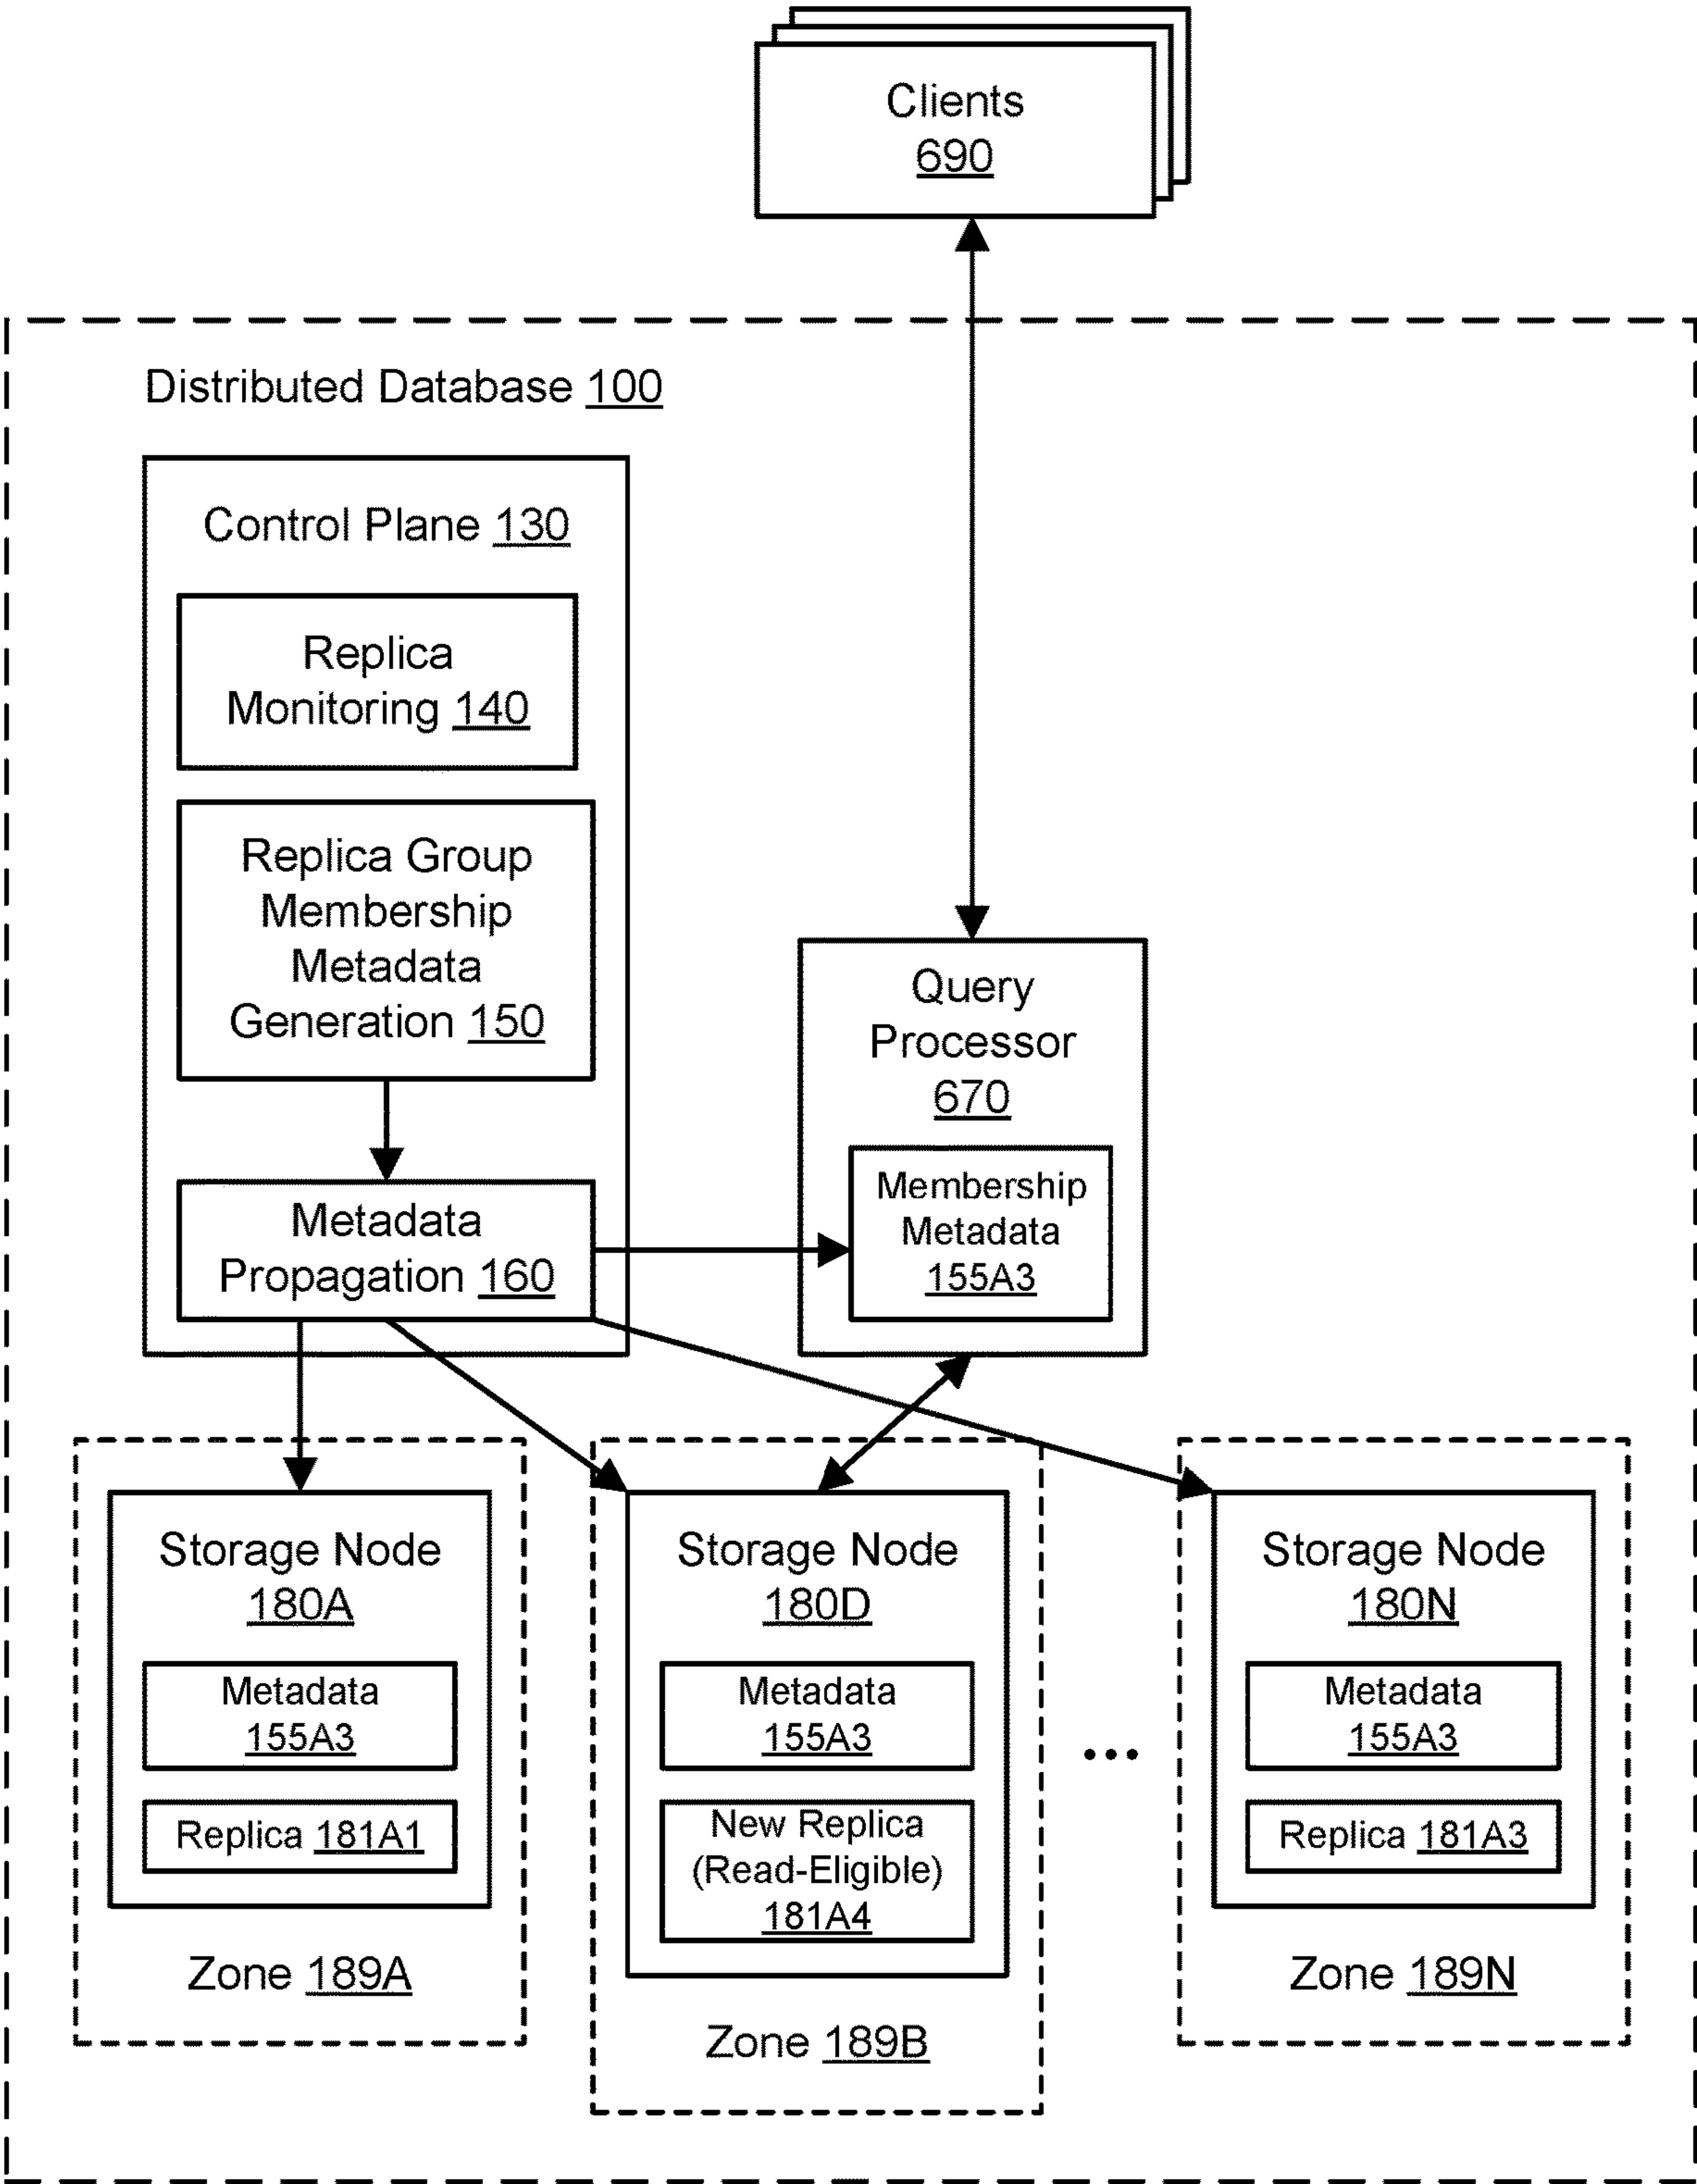 Clients
690
Distributed Database 100
Control Plane 130
Replica
Monitoring 140
Replica Group
Membership
Metadata
Generation 150
Metadata
Propagation 160
Query
Processor
670
Membership
Metadata
155A3
Storage Node
180A
Metadata
155A3
Replica 181A1
Zone 189A
Storage Node
180D
Metadata
155A3
New Replica
(Read-Eligible)
181A4
Zone 189B
...
Storage Node
180N
Metadata
155A3
Replica 181A3
Zone 189N